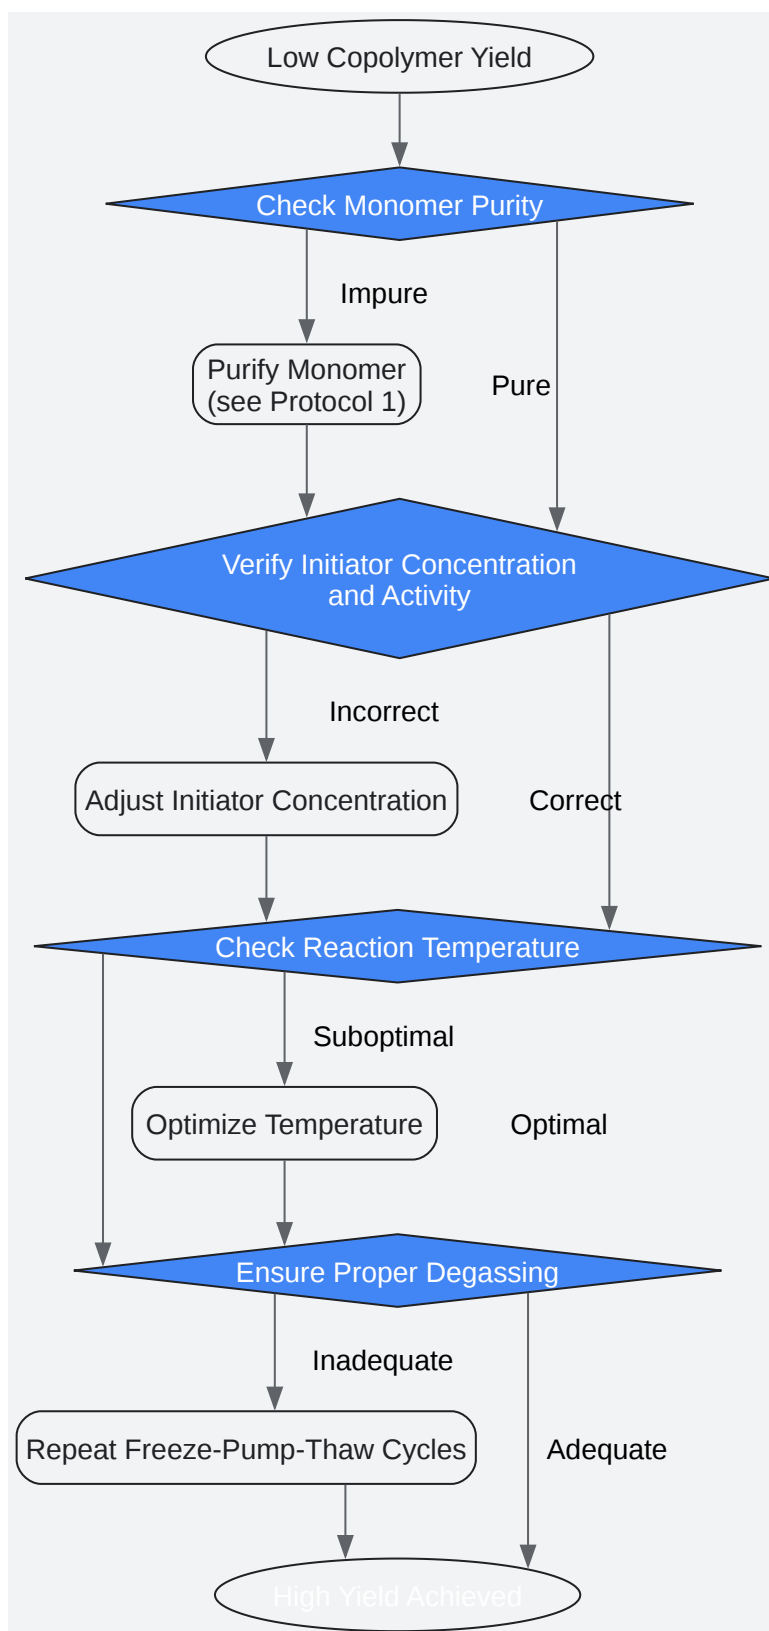 Low Copolymer Yield
Check Monomer Purity
Impure
Purify Monomer
(see Protocol 1)
Pure
Verify Initiator Concentration
and Activity
Incorrect
Adjust Initiator Concentration
Correct
Check Reaction Temperature
Suboptimal
Optimize Temperature
Optimal
Ensure Proper Degassing
Inadequate
Repeat Freeze-Pump-Thaw Cycles
Adequate
High Yield Achieved